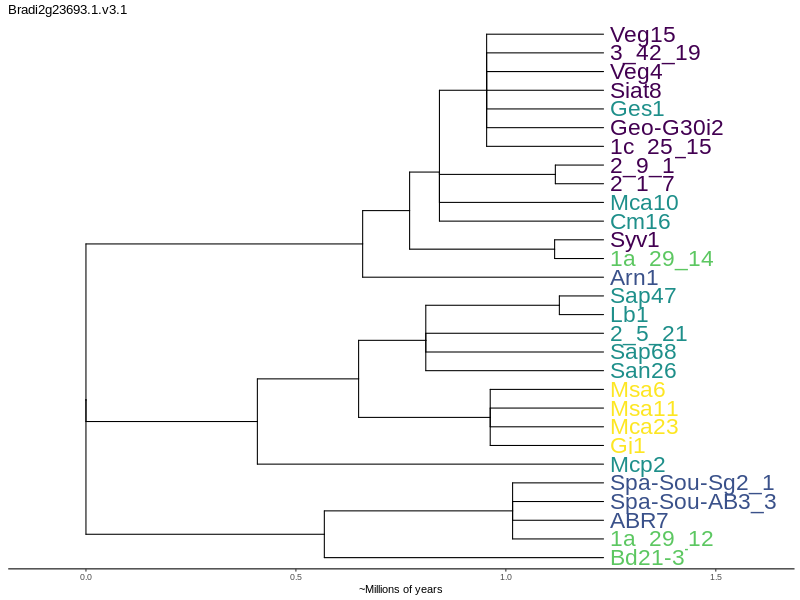 Bradi2g23693.1.v3.1
Veg15
3_42_19
Veg4
Siat8
Ges1
Geo-G30i2
1c_25_15
2_9_1
2_1_7
Mca10
Cm16
Syv1
1a_29_14
Arn1
Sap47
Lb1
2_5_21
Sap68
San26
Msa6
Msa11
Mca23
Gi1
Mcp2
Spa-Sou-Sg2_1
Spa-Sou-AB3_3
ABR7
1a_29_12
Bd21-3
0.0 0.5 1.0 1.5
~Millions of years